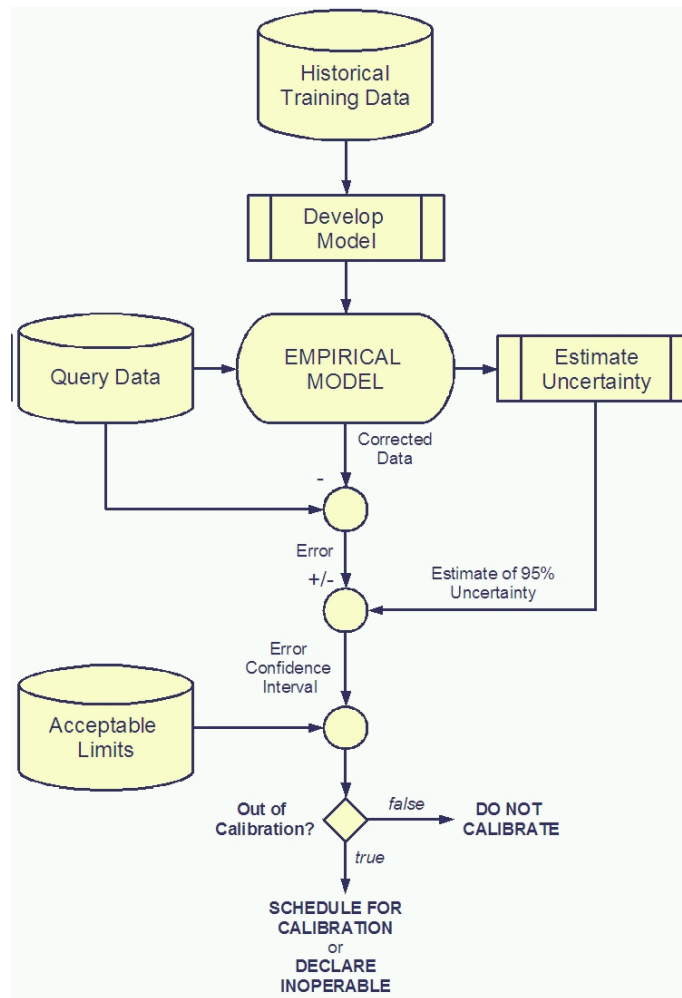 Historical
Training Data
Develop
Model
Query Data
EMPIRICAL
MODEL
Estimate
Uncertainty
Corrected
Data
-
Error
+/-
Estimate of 95%
Uncertainty
Error
Confidence
Interval
Acceptable
Limits
Out of
Calibration?
false
DO NOT
CALIBRATE
true
SCHEDULE FOR
CALIBRATION
or
DECLARE
INOPERABLE